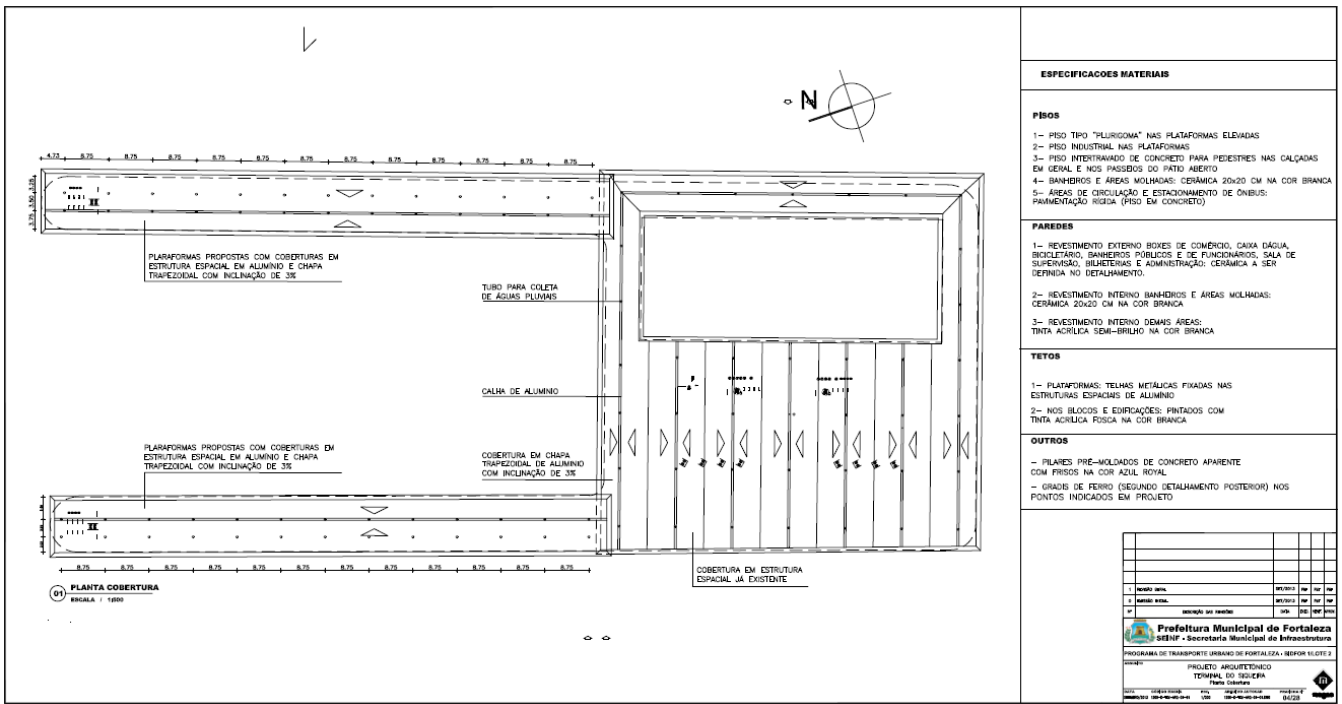 N
4.73 8.75 8.75 8.75 8.75 8.75 8.75 8.75 8.75 8.75 8.75 8.75 8.75
3.25
3.50
3.75
PLARAFORMAS PROPOSTAS COM COBERTURAS EM
ESTRUTURA ESPACIAL EM ALUMÍNIO E CHAPA
TRAPEZOIDAL COM INCLINAÇÃO DE 3%
TUBO PARA COLETA
DE ÁGUAS PLUVIAIS
CALHA DE ALUMINIO
PLARAFORMAS PROPOSTAS COM COBERTURAS EM
ESTRUTURA ESPACIAL EM ALUMÍNIO E CHAPA
TRAPEZOIDAL COM INCLINAÇÃO DE 3%
COBERTURA EM CHAPA
TRAPEZOIDAL DE ALUMINIO
COM INCLINAÇÃO DE 3%
8.75 8.75 8.75 8.75 8.75 8.75 8.75 8.75 8.75 8.75 8.75 8.75
COBERTURA EM ESTRUTURA
ESPACIAL JÁ EXISTENTE
01 PLANTA COBERTURA
ESCALA / 1:500
ESPECIFICACOES MATERIAIS
PISOS
1– PISO TIPO "PLURIGOMA" NAS PLATAFORMAS ELEVADAS
2– PISO INDUSTRIAL NAS PLATAFORMAS
3– PISO INTERTRAVADO DE CONCRETO PARA PEDESTRES NAS CALÇADAS
EM GERAL E NOS PASSEIOS DO PÁTIO ABERTO
4– BANHEIROS E ÁREAS MOLHADAS: CERÂMICA 20x20 CM NA COR BRANCA
5– ÁREAS DE CIRCULAÇÃO E ESTACIONAMENTO DE ÔNIBUS:
PAVIMENTAÇÃO RÍGIDA (PISO EM CONCRETO)
PAREDES
1– REVESTIMENTO EXTERNO BOXES DE COMÉRCIO, CAIXA DÁGUA,
BICICLETÁRIO, BANHEIROS PÚBLICOS E DE FUNCIONÁRIOS, SALA DE
SUPERVISÃO, BILHETERIAS E ADMINISTRAÇÃO: CERÂMICA A SER
DEFINIDA NO DETALHAMENTO.
2– REVESTIMENTO INTERNO BANHEIROS E ÁREAS MOLHADAS:
CERÂMICA 20x20 CM NA COR BRANCA
3– REVESTIMENTO INTERNO DEMAIS ÁREAS:
TINTA ACRÍLICA SEMI–BRILHO NA COR BRANCA
TETOS
1– PLATAFORMAS: TELHAS METÁLICAS FIXADAS NAS
ESTRUTURAS ESPACIAIS DE ALUMÍNIO
2– NOS BLOCOS E EDIFICAÇÕES: PINTADOS COM
TINTA ACRÍLICA FOSCA NA COR BRANCA
OUTROS
– PILARES PRÉ–MOLDADOS DE CONCRETO APARENTE
COM FRISOS NA COR AZUL ROYAL
– GRADIS DE FERRO (SEGUNDO DETALHAMENTO POSTERIOR) NOS
PONTOS INDICADOS EM PROJETO
Prefeitura Municipal de Fortaleza
SEINF - Secretaria Municipal de Infraestrutura
PROGRAMA DE TRANSPORTE URBANO DE FORTALEZA
PROJETO ARQUITETÔNICO
TERMINAL DO SIQUEIRA
Planta Cobertura
04/28